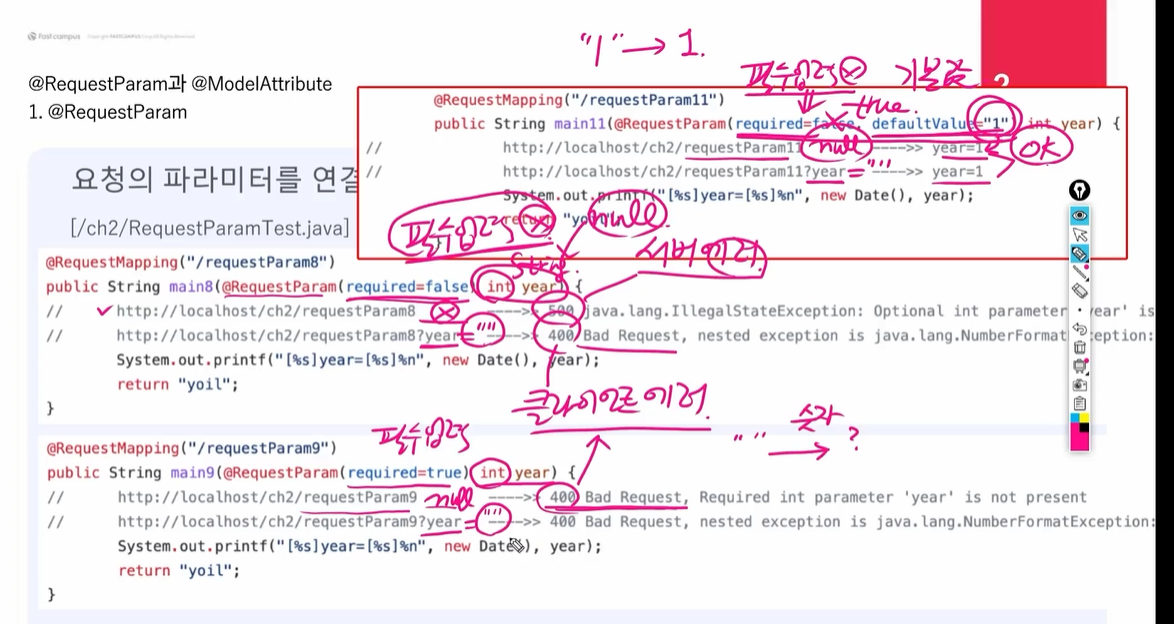 Fast campus
"1" → 1.
필수입력 ⊗ 기본값
@RequestParam과 @ModelAttribute
1. @RequestParam
@RequestMapping("/requestParam11")
true.
public String main11(@RequestParam(required=false, defaultValue="1") int year) {
// http://localhost/ch2/requestParam11 null ---->> year=1 OK
// http://localhost/ch2/requestParam11?year="" ---->> year=1
System.out.printf("[%s]year=[%s]%n", new Date(), year);
return "yoil";
}
요청의 파라미터를 연결
[/ch2/RequestParamTest.java]
필수입력 ⊗ null
서버에러.
String.
@RequestMapping("/requestParam8")
public String main8(@RequestParam(required=false) int year) {
// ✓ http://localhost/ch2/requestParam8 ⊗ ---->> 500 java.lang.IllegalStateException: Optional int parameter 'year' is
// http://localhost/ch2/requestParam8?year="" ---->> 400 Bad Request, nested exception is java.lang.NumberFormatException:
System.out.printf("[%s]year=[%s]%n", new Date(), year);
return "yoil";
}
클라이언트에러.
필수입력
" " 숫자 → ?
@RequestMapping("/requestParam9")
public String main9(@RequestParam(required=true) int year) {
// http://localhost/ch2/requestParam9 null ---->> 400 Bad Request, Required int parameter 'year' is not present
// http://localhost/ch2/requestParam9?year="" ---->> 400 Bad Request, nested exception is java.lang.NumberFormatException:
System.out.printf("[%s]year=[%s]%n", new Date(), year);
return "yoil";
}